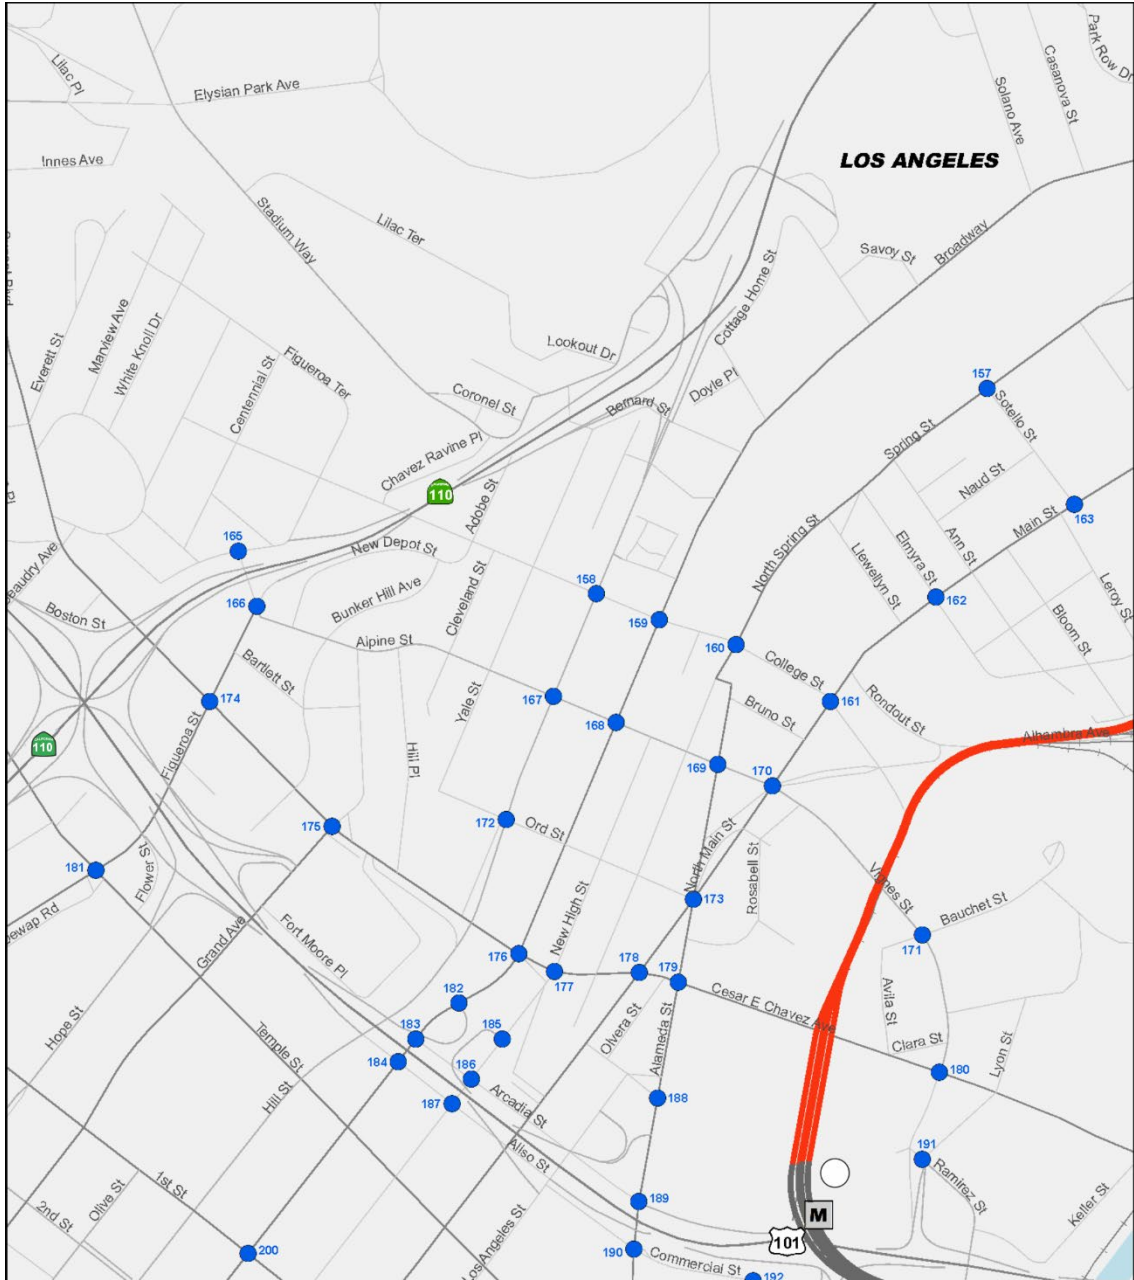 Park Row Dr
Lilac Pl
Casanova St
Elysian Park Ave
Solano Ave
Innes Ave
LOS ANGELES
Stadium Way
Lilac Ter
Savoy St
Broadway
Cottage Home St
Everett St
Marview Ave
White Knoll Dr
Lookout Dr
Figueroa Ter
Centennial St
157
Doyle Pl
Coronel St
Bernard St
Sotello St
Spring St
Chavez Ravine Pl
Naud St
110
Adobe St
Main St
163
165
New Depot St
North Spring St
Ann St
Elmyra St
Llewellyn St
Leroy St
Bunker Hill Ave
158
Cleveland St
162
Boston St
166
159
Bloom St
Alpine St
160
College St
Bartlett St
174
Yale St
167
161
Rondout St
Bruno St
168
110
Figueroa St
Hill Pl
Alhambra Ave
169
170
175
172
Ord St
North Main St
181
Flower St
Vignes St
Rosabell St
173
Bauchet St
Grand Ave
Fort Moore Pl
New High St
171
176
177
178
179
Cesar E Chavez Ave
Avila St
182
Hope St
183
185
Olvera St
Alameda St
Clara St
Lyon St
Temple St
184
186
180
Hill St
187
Arcadia St
188
Aliso St
191
Ramirez St
1st St
Olive St
2nd St
189
Keller St
M
Los Angeles St
101
200
190
Commercial St
192